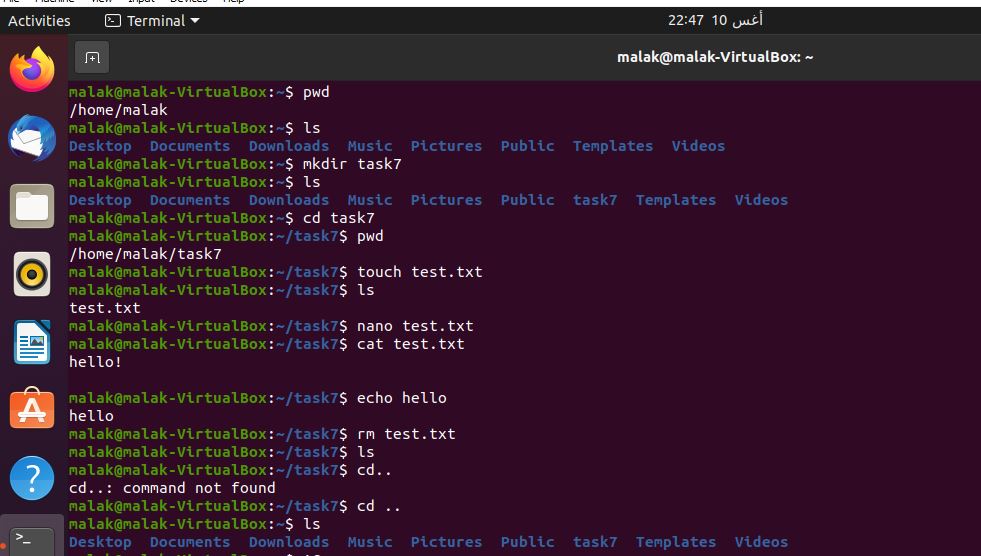 File Machine View Input Devices Help
Activities Terminal 22:47 10 أغس
malak@malak-VirtualBox: ~
malak@malak-VirtualBox:~$ pwd
/home/malak
malak@malak-VirtualBox:~$ ls
Desktop Documents Downloads Music Pictures Public Templates Videos
malak@malak-VirtualBox:~$ mkdir task7
malak@malak-VirtualBox:~$ ls
Desktop Documents Downloads Music Pictures Public task7 Templates Videos
malak@malak-VirtualBox:~$ cd task7
malak@malak-VirtualBox:~/task7$ pwd
/home/malak/task7
malak@malak-VirtualBox:~/task7$ touch test.txt
malak@malak-VirtualBox:~/task7$ ls
test.txt
malak@malak-VirtualBox:~/task7$ nano test.txt
malak@malak-VirtualBox:~/task7$ cat test.txt
hello!
malak@malak-VirtualBox:~/task7$ echo hello
hello
malak@malak-VirtualBox:~/task7$ rm test.txt
malak@malak-VirtualBox:~/task7$ ls
malak@malak-VirtualBox:~/task7$ cd..
cd..: command not found
malak@malak-VirtualBox:~/task7$ cd ..
malak@malak-VirtualBox:~$ ls
Desktop Documents Downloads Music Pictures Public task7 Templates Videos